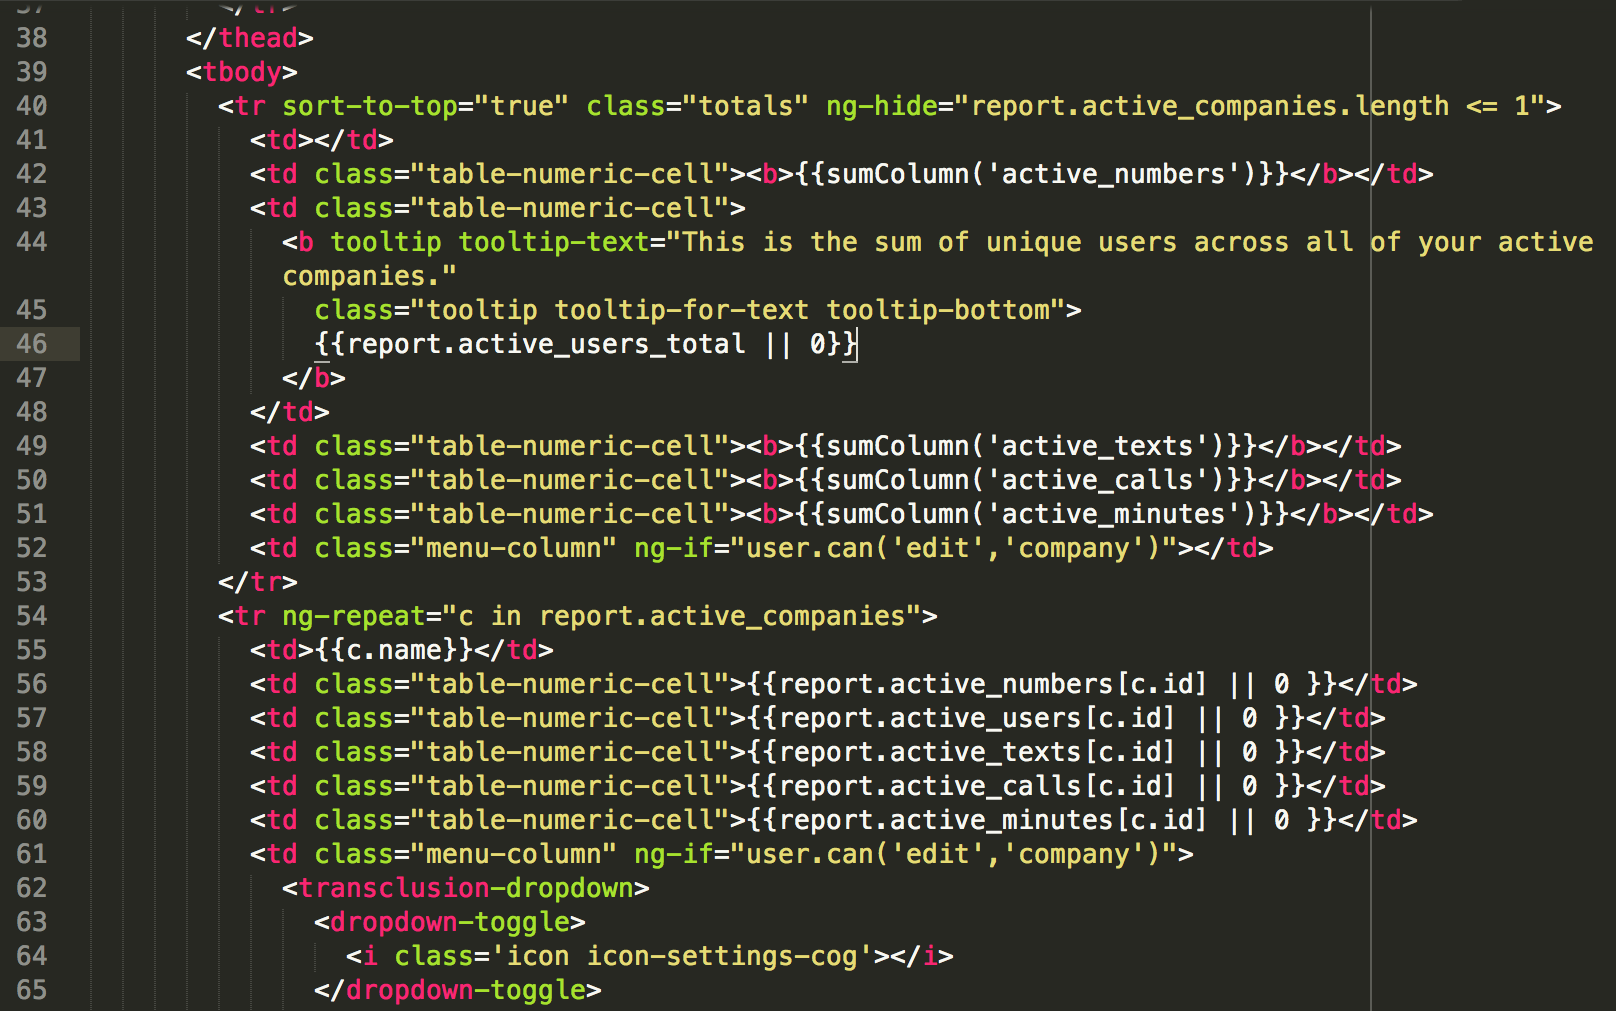 37 </tr>
38 </thead>
39 <tbody>
40 <tr sort-to-top="true" class="totals" ng-hide="report.active_companies.length <= 1">
41 <td></td>
42 <td class="table-numeric-cell"><b>{{sumColumn('active_numbers')}}</b></td>
43 <td class="table-numeric-cell">
44 <b tooltip tooltip-text="This is the sum of unique users across all of your active
companies."
45 class="tooltip tooltip-for-text tooltip-bottom">
46 {{report.active_users_total || 0}}
47 </b>
48 </td>
49 <td class="table-numeric-cell"><b>{{sumColumn('active_texts')}}</b></td>
50 <td class="table-numeric-cell"><b>{{sumColumn('active_calls')}}</b></td>
51 <td class="table-numeric-cell"><b>{{sumColumn('active_minutes')}}</b></td>
52 <td class="menu-column" ng-if="user.can('edit','company')"></td>
53 </tr>
54 <tr ng-repeat="c in report.active_companies">
55 <td>{{c.name}}</td>
56 <td class="table-numeric-cell">{{report.active_numbers[c.id] || 0 }}</td>
57 <td class="table-numeric-cell">{{report.active_users[c.id] || 0 }}</td>
58 <td class="table-numeric-cell">{{report.active_texts[c.id] || 0 }}</td>
59 <td class="table-numeric-cell">{{report.active_calls[c.id] || 0 }}</td>
60 <td class="table-numeric-cell">{{report.active_minutes[c.id] || 0 }}</td>
61 <td class="menu-column" ng-if="user.can('edit','company')">
62 <transclusion-dropdown>
63 <dropdown-toggle>
64 <i class='icon icon-settings-cog'></i>
65 </dropdown-toggle>